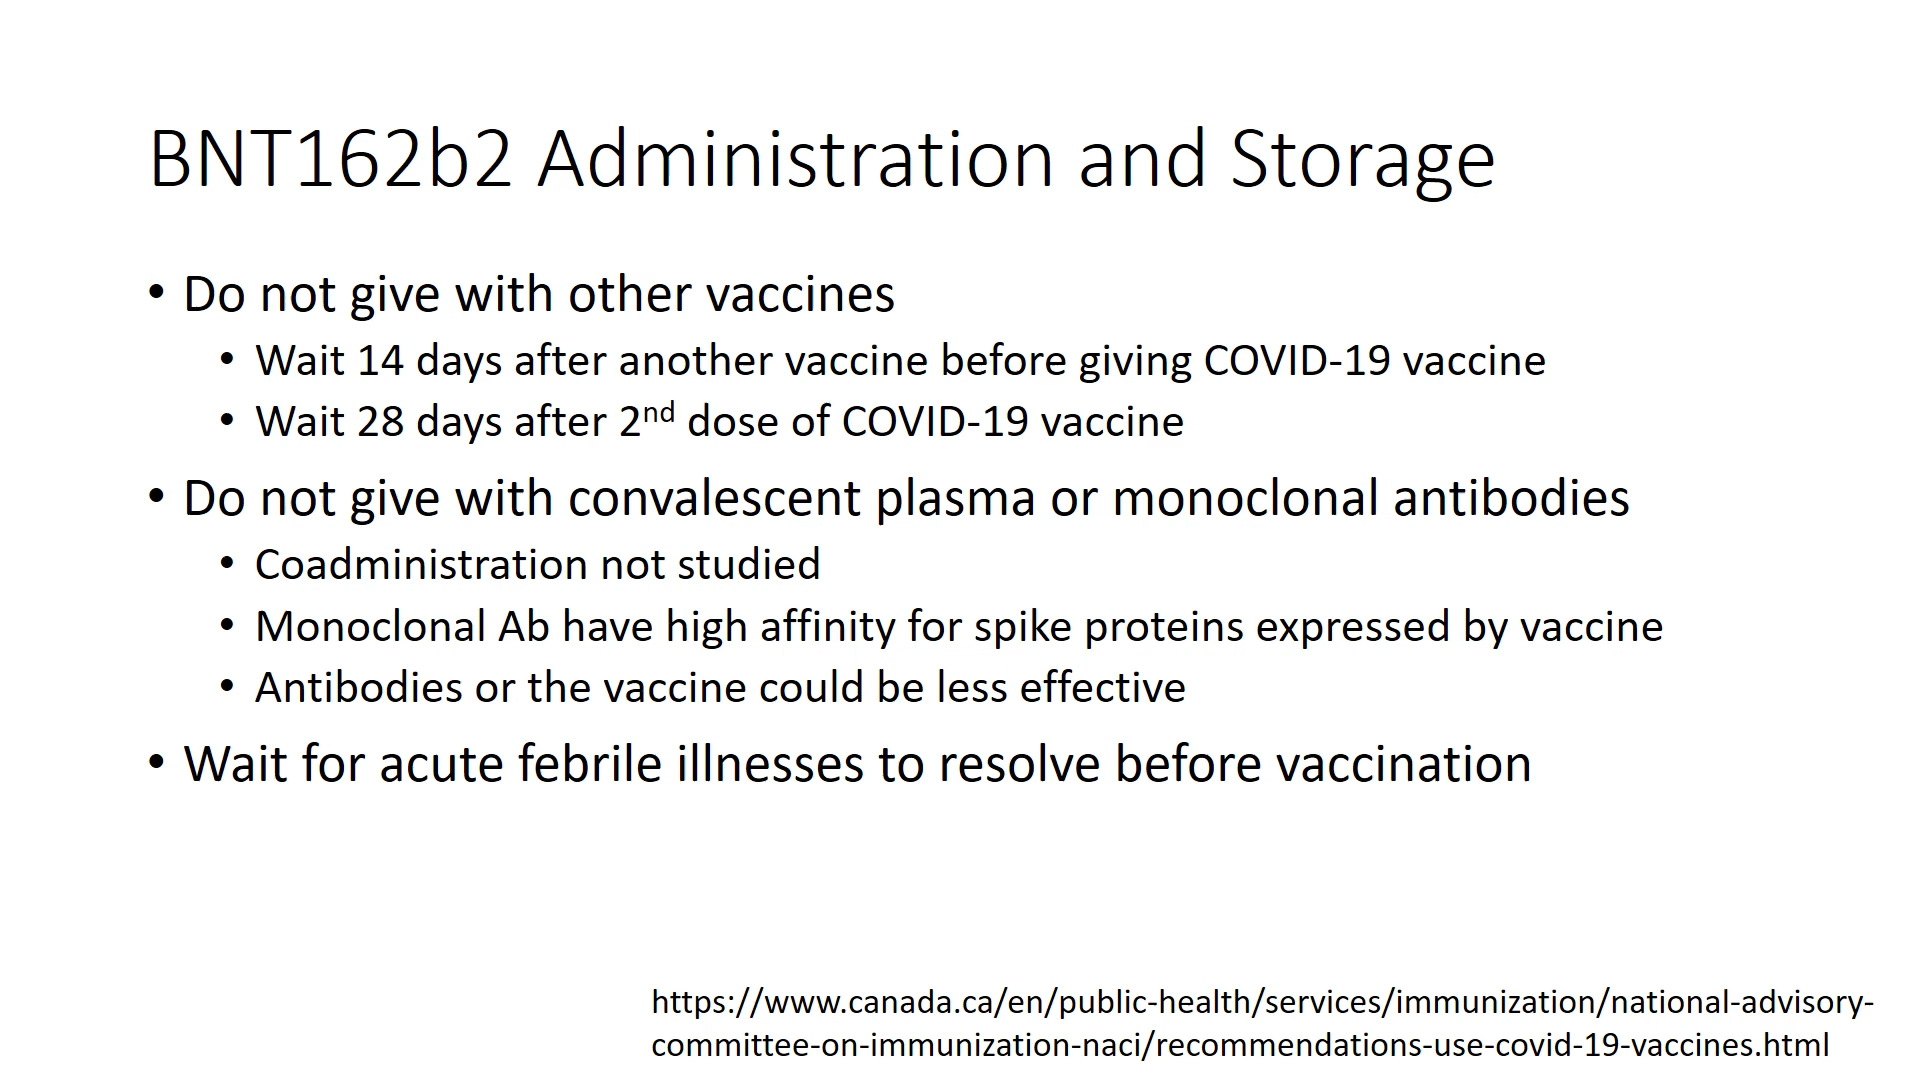 BNT162b2 Administration and Storage
• Do not give with other vaccines
• Wait 14 days after another vaccine before giving COVID-19 vaccine
• Wait 28 days after 2nd dose of COVID-19 vaccine
• Do not give with convalescent plasma or monoclonal antibodies
• Coadministration not studied
• Monoclonal Ab have high affinity for spike proteins expressed by vaccine
• Antibodies or the vaccine could be less effective
• Wait for acute febrile illnesses to resolve before vaccination
https://www.canada.ca/en/public-health/services/immunization/national-advisory-
committee-on-immunization-naci/recommendations-use-covid-19-vaccines.html